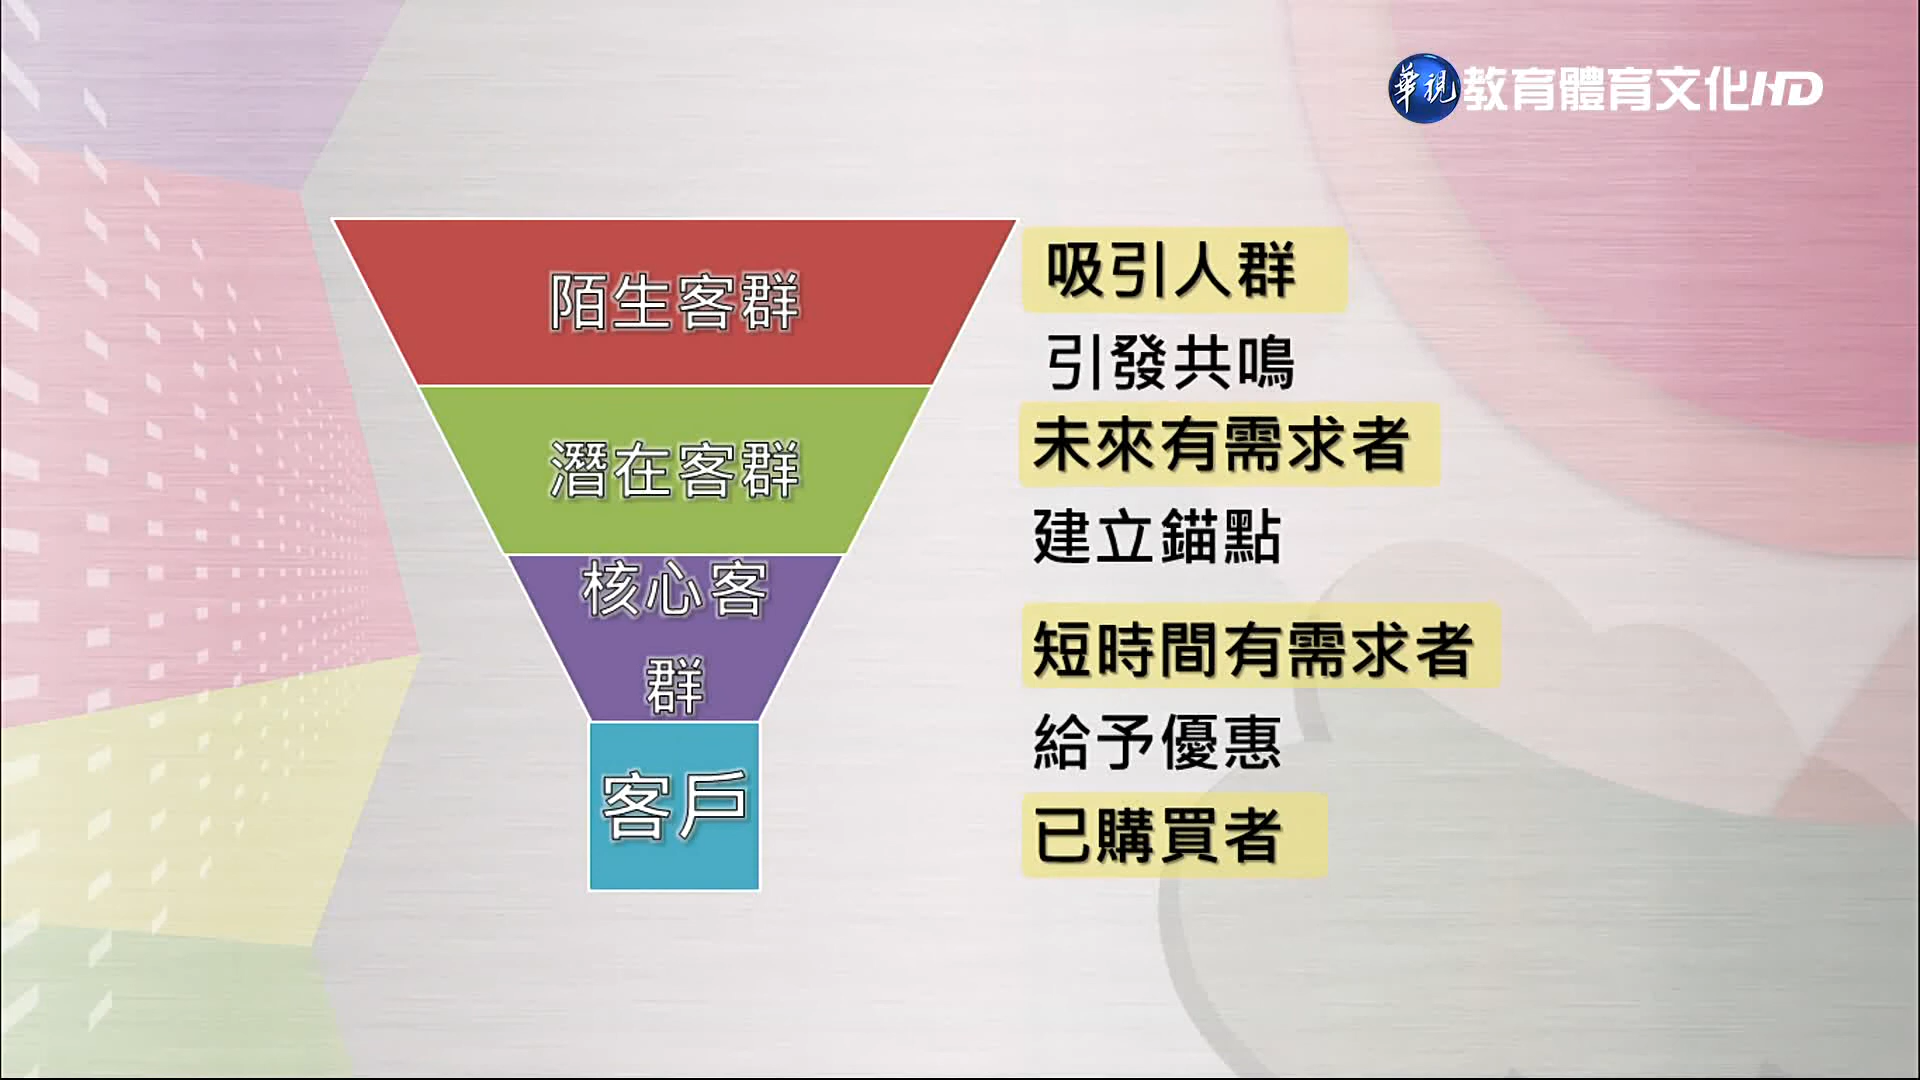 華視 教育體育文化HD
陌生客群
吸引人群
引發共鳴
潛在客群
未來有需求者
建立錨點
核心客
群
短時間有需求者
給予優惠
客戶
已購買者